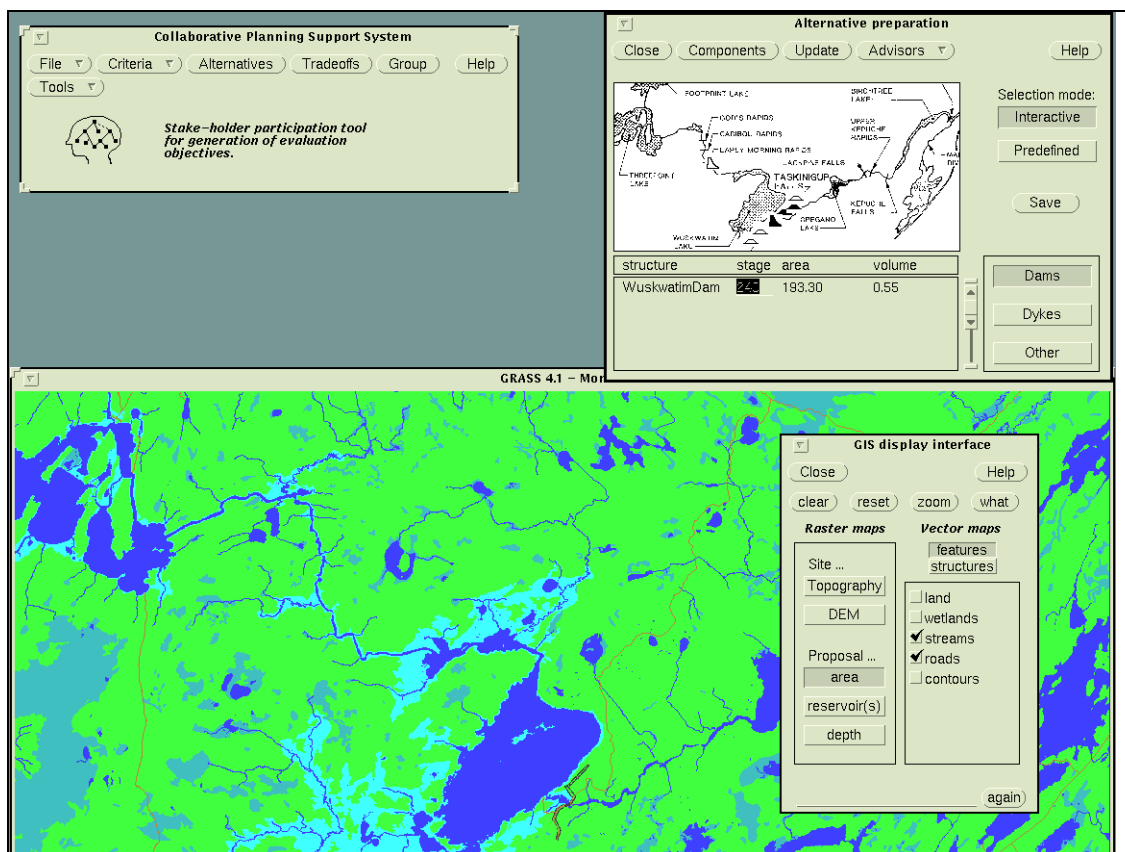 Collaborative Planning Support System
File Criteria Alternatives Tradeoffs Group Help
Tools
Stake-holder participation tool
for generation of evaluation
objectives.
Alternative preparation
Close Components Update Advisors Help
FOOTPRINT LAKE
BIRCHTREE
LAKE
UPPER
KEPUCHE
RAPIDS
CARIBOU RAPIDS
EARLY MORNING RAPIDS
JACKPINE FALLS
THREEPOINT
LAKE
TASKINIGUP
FALLS
KEPUCHE
FALLS
OPEGANO
LAKE
WUSKWATIM
LAKE
Selection mode:
Interactive
Predefined
Save
structure stage area volume
WuskwatimDam 193.30 0.55
Dams
Dykes
Other
GRASS 4.1 – Mon
GIS display interface
Close Help
clear reset zoom what
Raster maps Vector maps
features
structures
Site ...
Topography
DEM
Proposal ...
area
reservoir(s)
depth
land
wetlands
streams
roads
contours
again